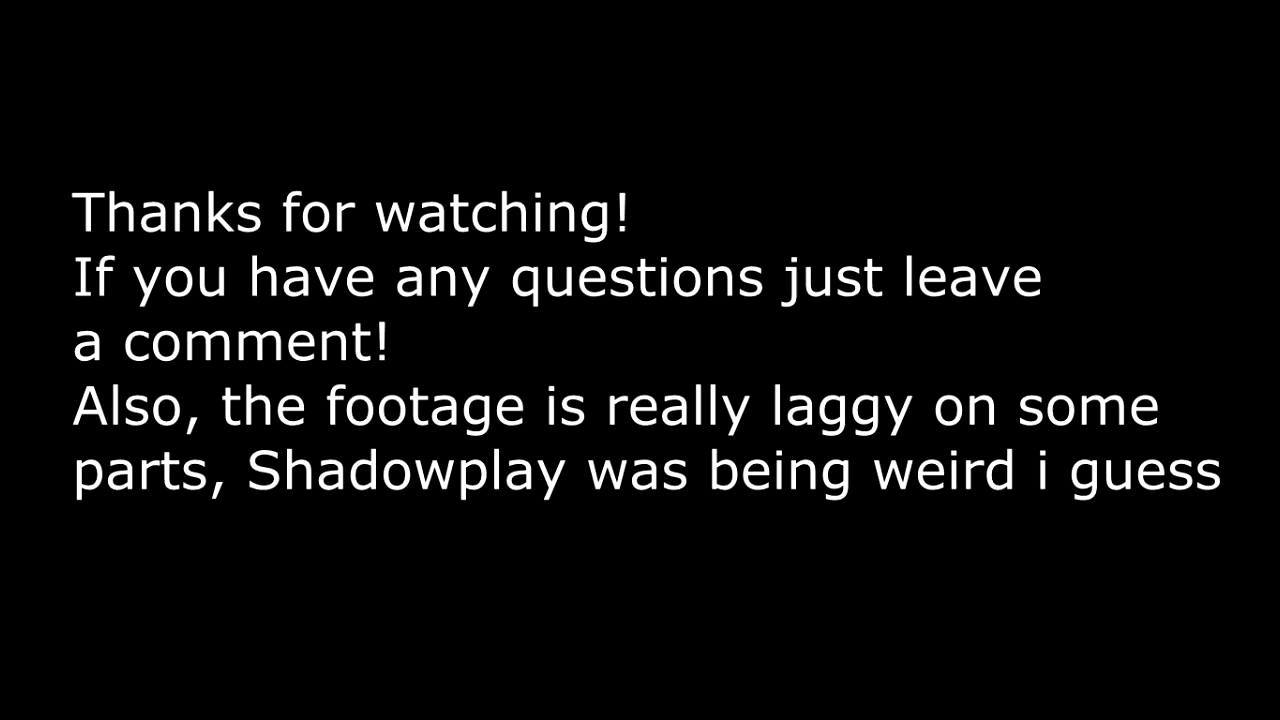 Thanks for watching!
If you have any questions just leave
a comment!
Also, the footage is really laggy on some
parts, Shadowplay was being weird i guess